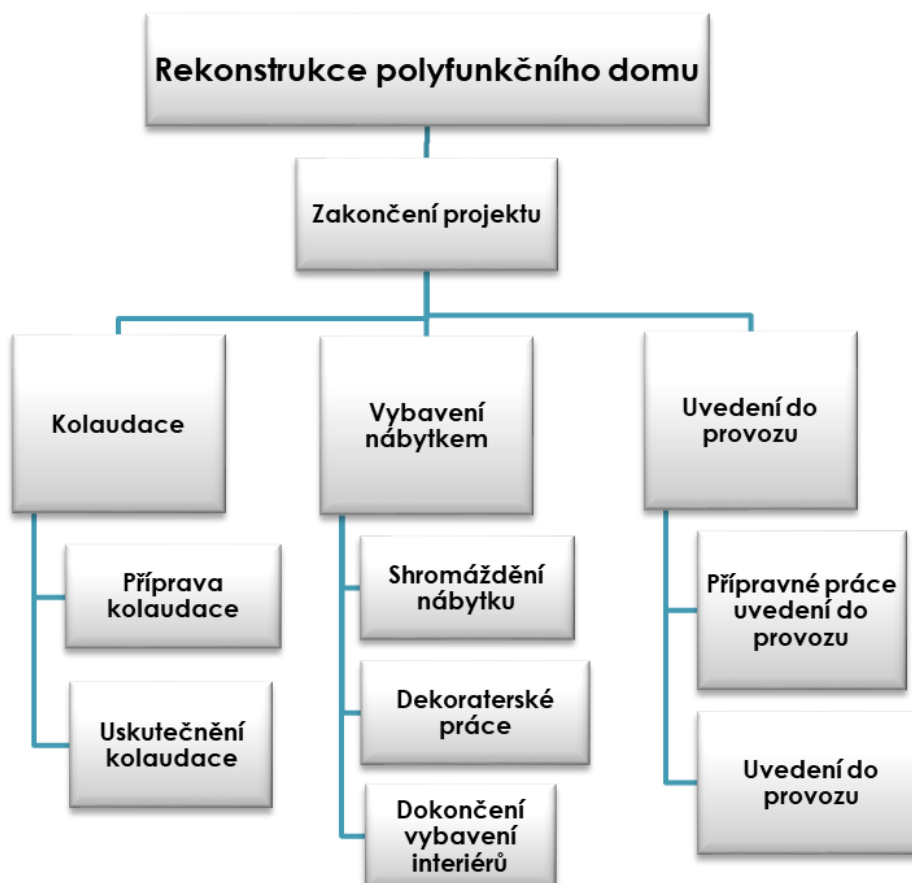 Rekonstrukce polyfunkčního domu
Zakončení projektu
Kolaudace
Vybavení
nábytkem
Uvedení do
provozu
Příprava
kolaudace
Uskutečnění
kolaudace
Shromáždění
nábytku
Dekoraterské
práce
Dokončení
vybavení
interiérů
Přípravné práce
uvedení do
provozu
Uvedení do
provozu